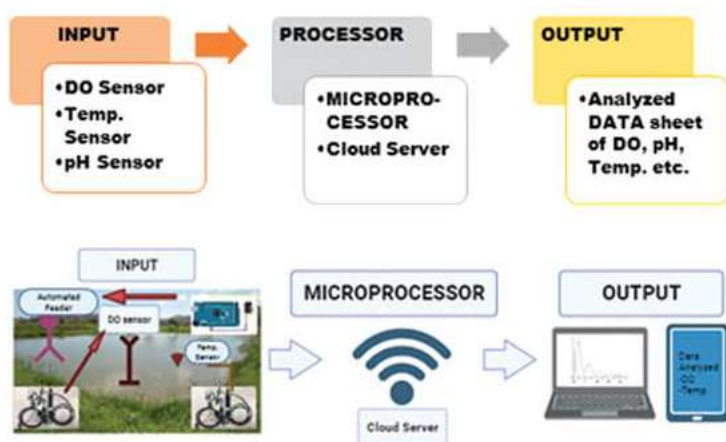 INPUT
PROCESSOR
OUTPUT
•DO Sensor
•Temp.
Sensor
•pH Sensor
•MICROPRO-
CESSOR
•Cloud Server
•Analyzed
DATA sheet
of DO, pH,
Temp. etc.
INPUT
Automated
Feeder
DO sensor
Temp.
Sensor
MICROPROCESSOR
Cloud Server
OUTPUT
Data
Analyzed
-DO
-Temp